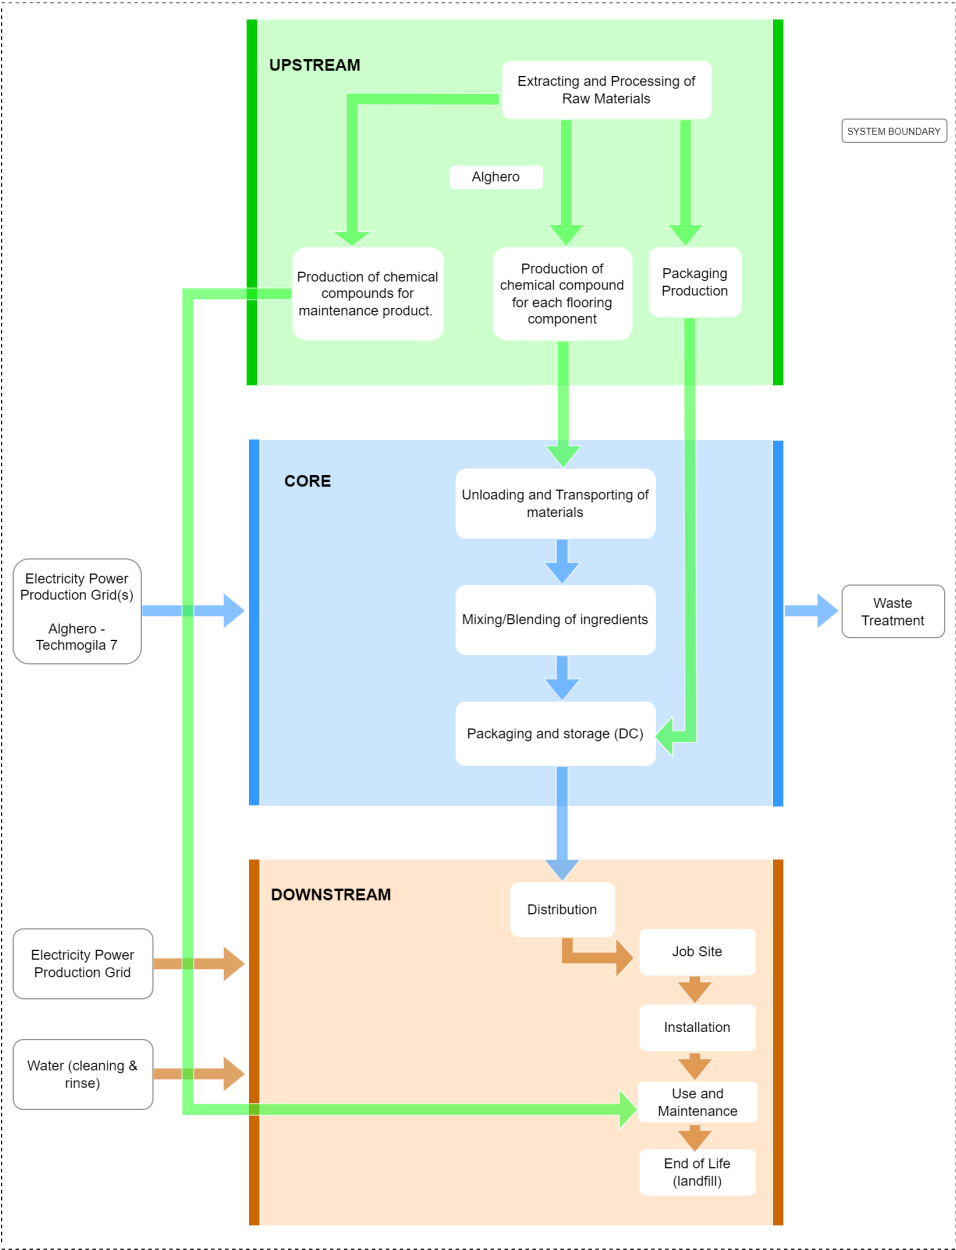 UPSTREAM
Extracting and Processing of
Raw Materials
SYSTEM BOUNDARY
Alghero
Production of chemical
compounds for
maintenance product.
Production of
chemical compound
for each flooring
component
Packaging
Production
CORE
Unloading and Transporting of
materials
Electricity Power
Production Grid(s)
Alghero -
Techmogila 7
Mixing/Blending of ingredients
Waste
Treatment
Packaging and storage (DC)
DOWNSTREAM
Distribution
Electricity Power
Production Grid
Job Site
Installation
Water (cleaning &
rinse)
Use and
Maintenance
End of Life
(landfill)